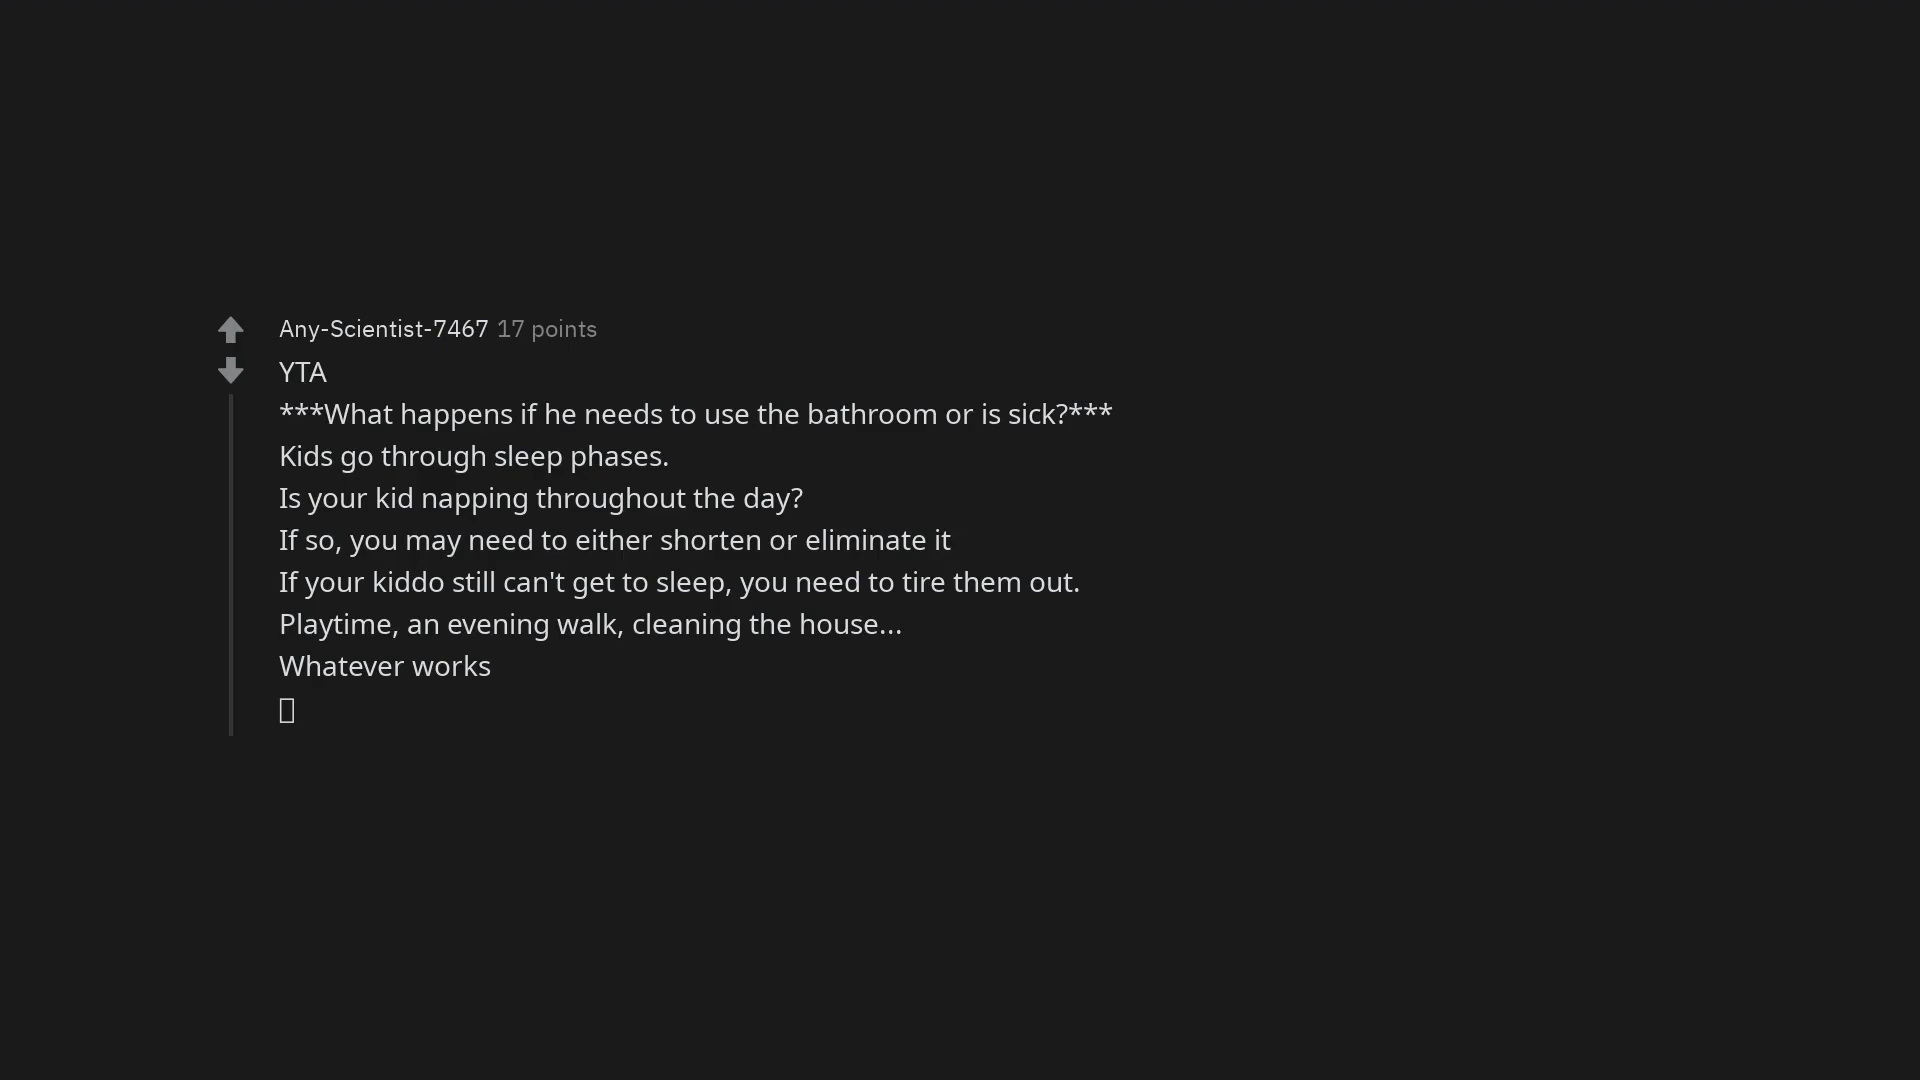 Any-Scientist-7467 17 points
YTA
***What happens if he needs to use the bathroom or is sick?***
Kids go through sleep phases.
Is your kid napping throughout the day?
If so, you may need to either shorten or eliminate it
If your kiddo still can't get to sleep, you need to tire them out.
Playtime, an evening walk, cleaning the house...
Whatever works